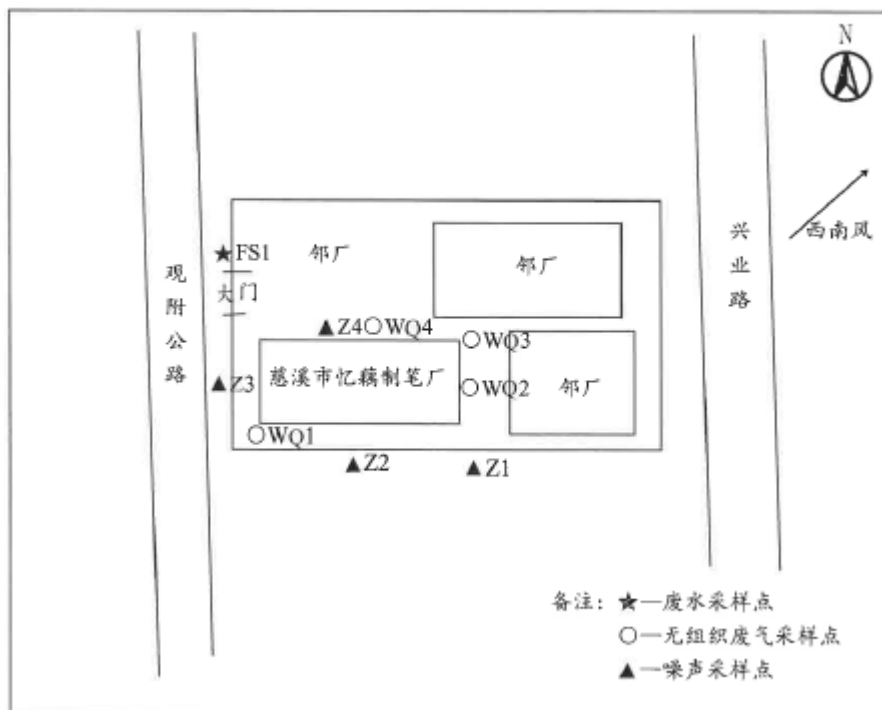 N
西南风
兴业路
观附公路
★FS1
大门
邻厂
邻厂
▲Z4
○WQ4
○WQ3
▲Z3
慈溪市忆藕制笔厂
○WQ2
邻厂
○WQ1
▲Z2
▲Z1
备注：★—废水采样点
○—无组织废气采样点
▲—噪声采样点